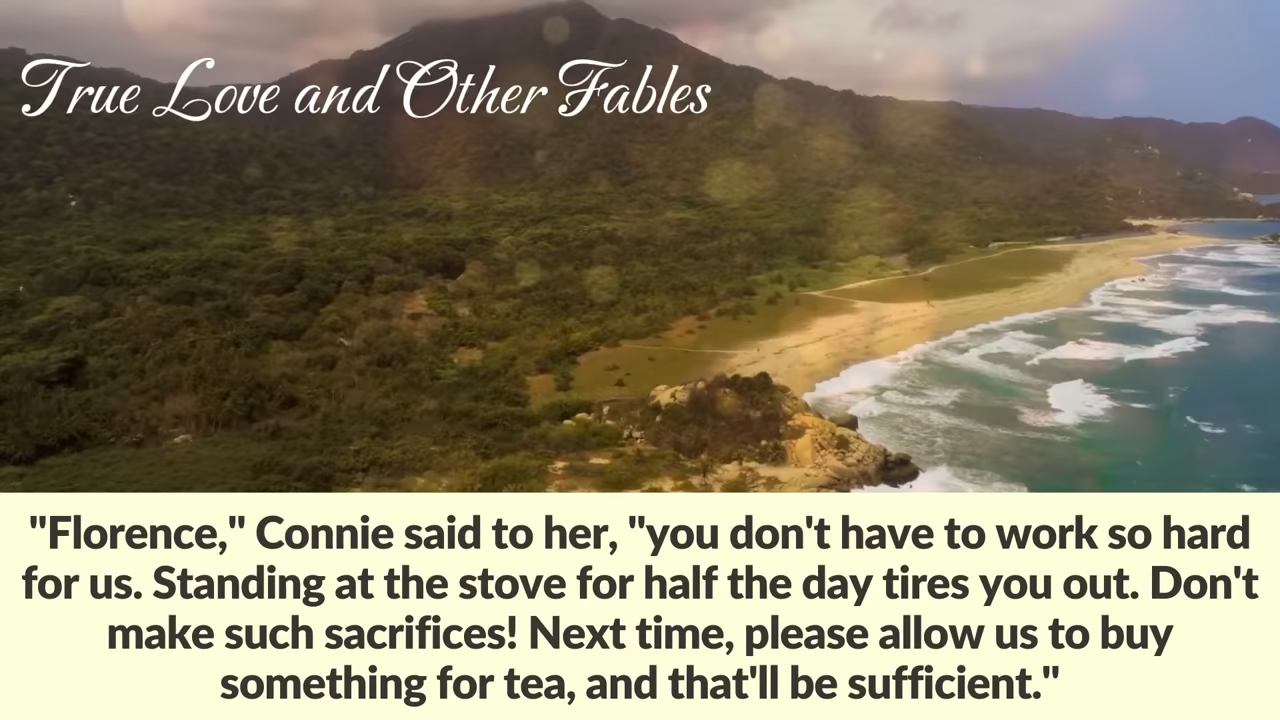 True Love and Other Fables
"Florence," Connie said to her, "you don't have to work so hard
for us. Standing at the stove for half the day tires you out. Don't
make such sacrifices! Next time, please allow us to buy
something for tea, and that'll be sufficient."